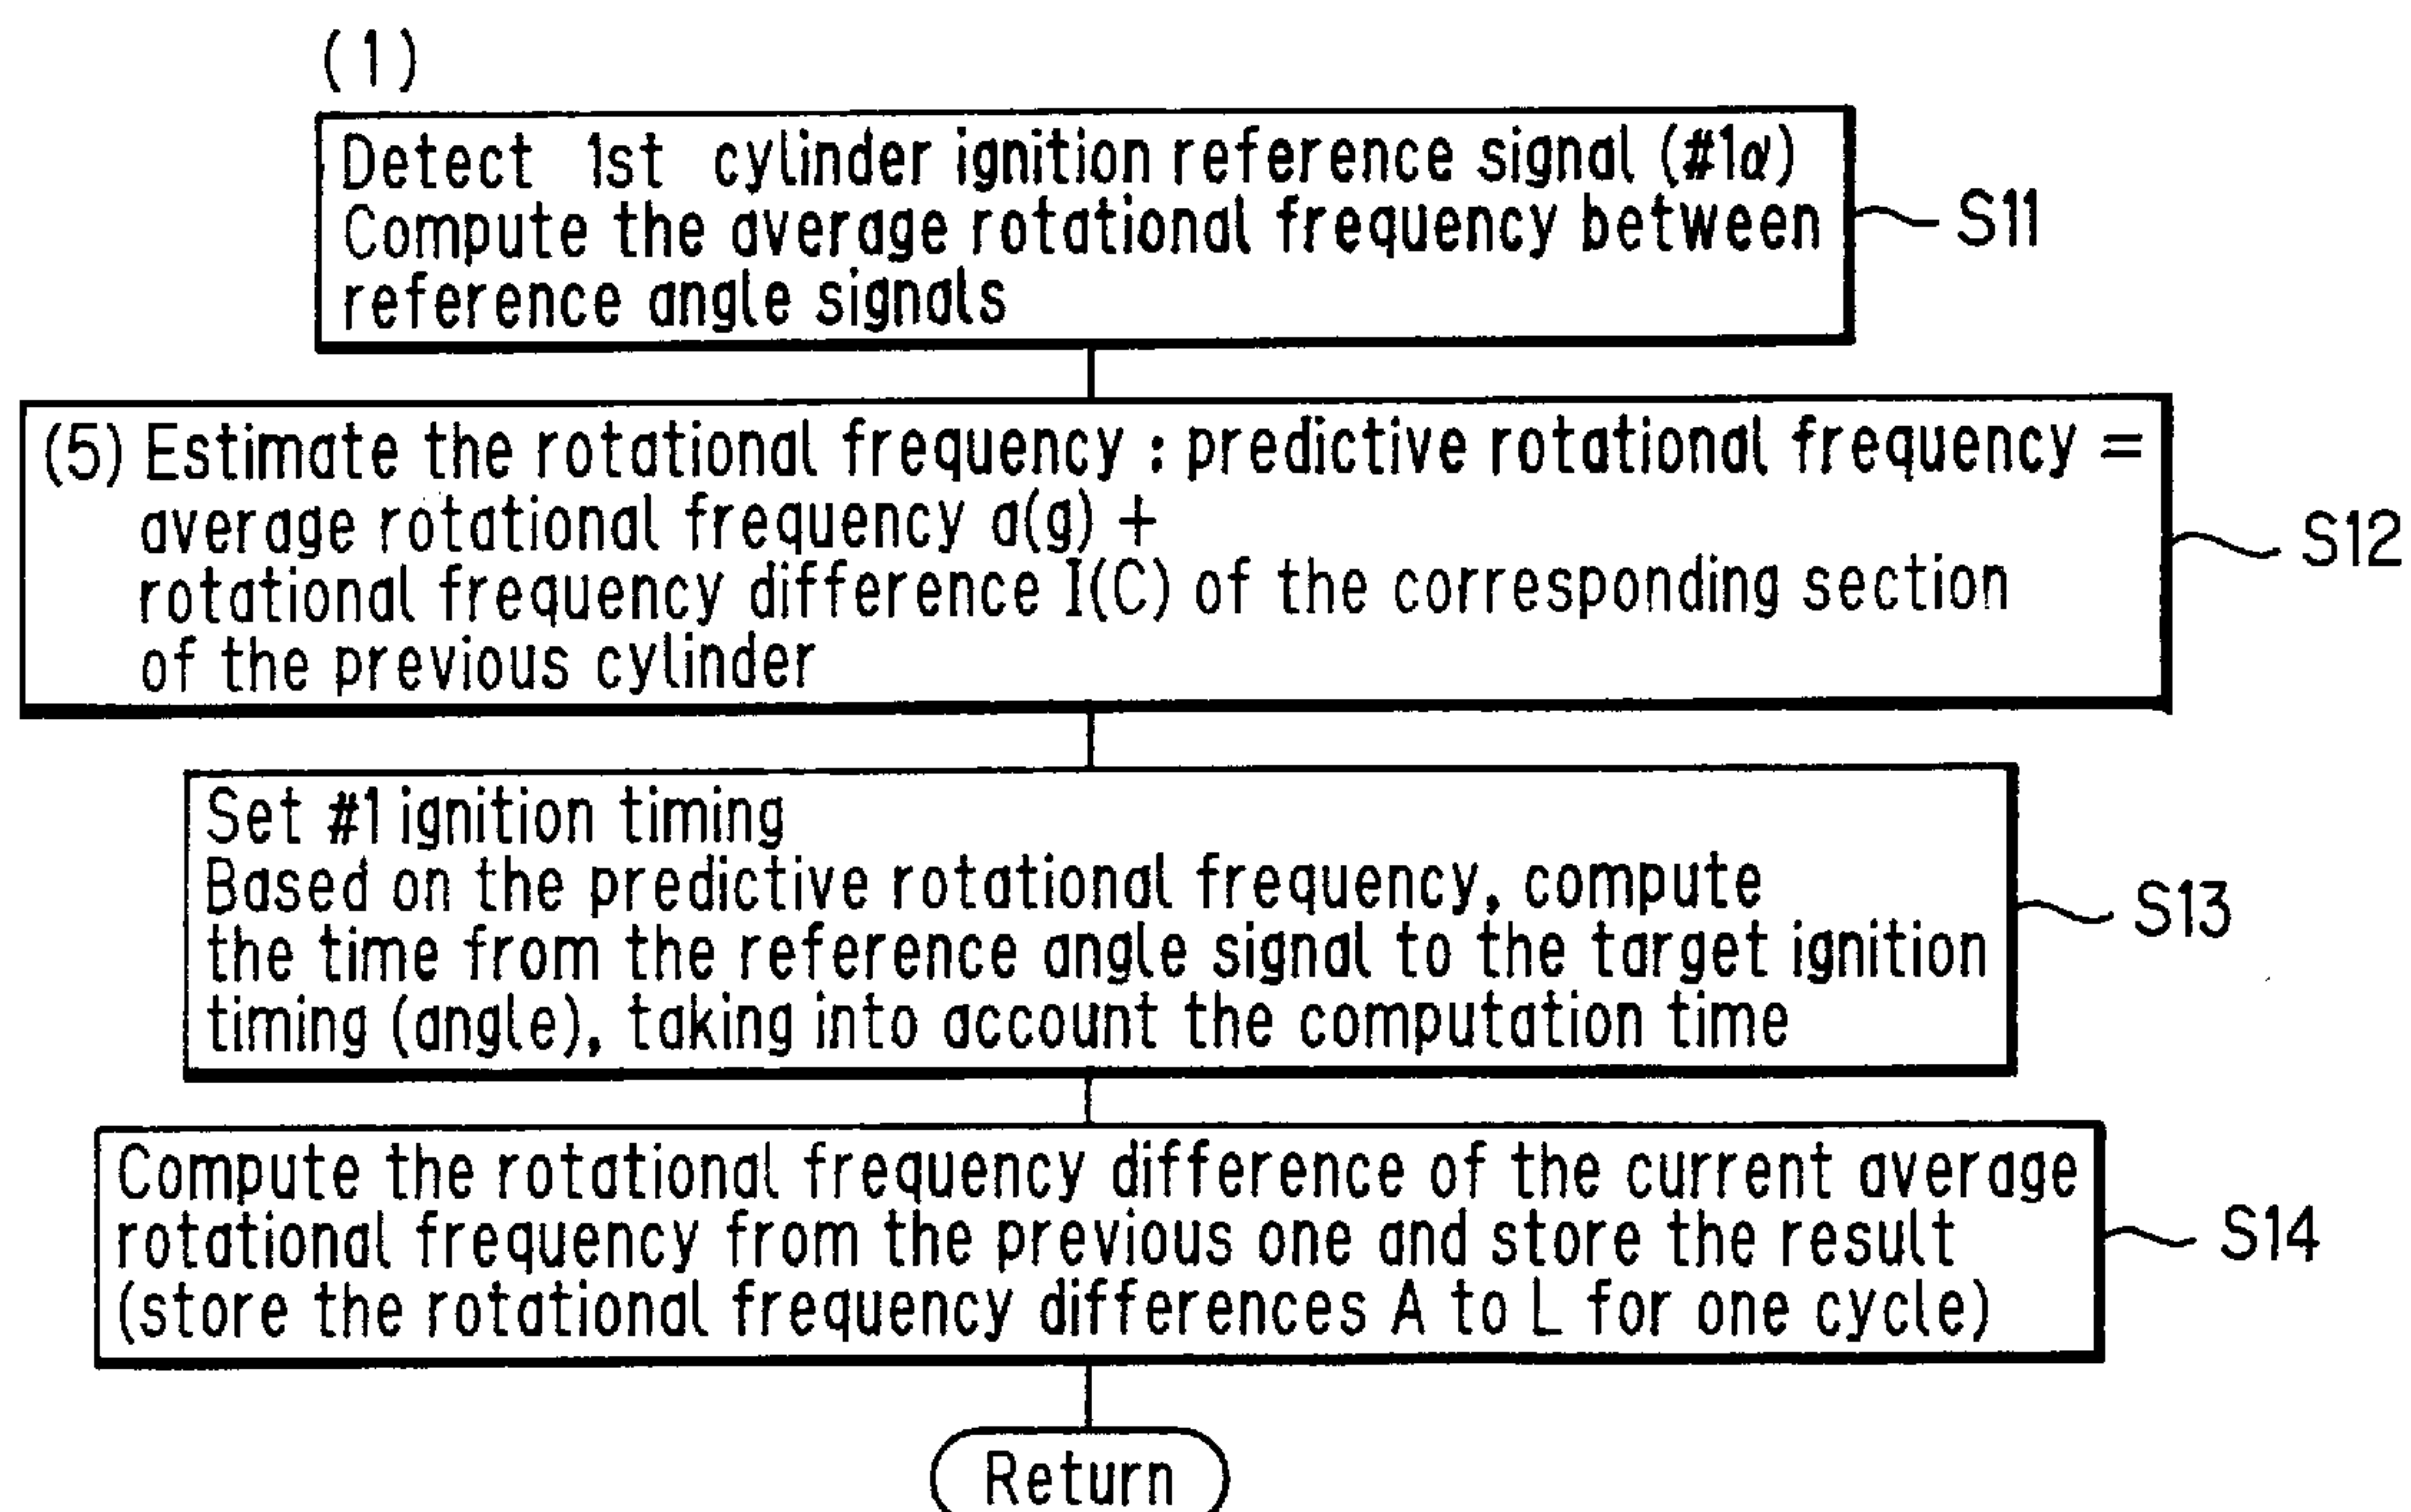 (1)
Detect 1st cylinder ignition reference signal (#1α)
Compute the average rotational frequency between
reference angle signals
S11
(5) Estimate the rotational frequency : predictive rotational frequency =
average rotational frequency a(g) +
rotational frequency difference I(C) of the corresponding section
of the previous cylinder
S12
Set #1 ignition timing
Based on the predictive rotational frequency, compute
the time from the reference angle signal to the target ignition
timing (angle), taking into account the computation time
S13
Compute the rotational frequency difference of the current average
rotational frequency from the previous one and store the result
(store the rotational frequency differences A to L for one cycle)
S14
Return